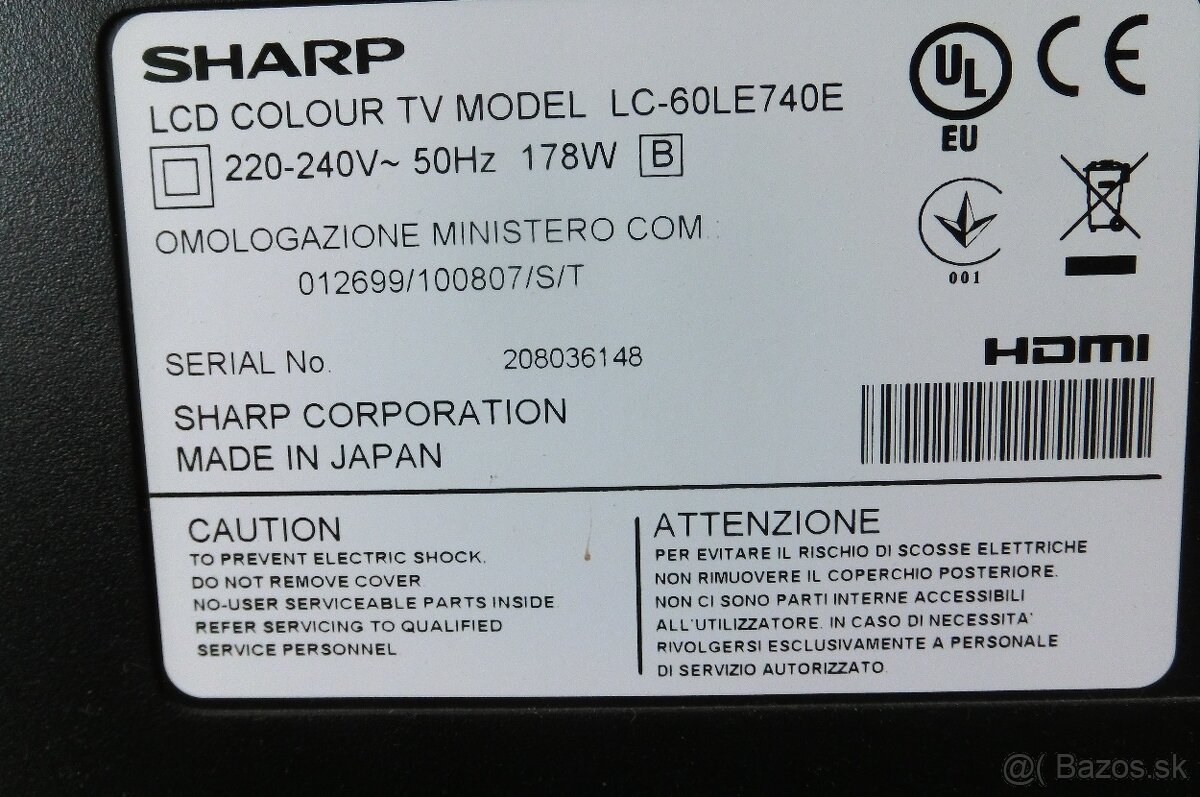 SHARP
LCD COLOUR TV MODEL LC-60LE740E
220-240V~ 50Hz 178W B
OMOLOGAZIONE MINISTERO COM
012699/100807/S/T
SERIAL No. 208036148
SHARP CORPORATION
MADE IN JAPAN
UL
EU
CE
001
HDMI
CAUTION
TO PREVENT ELECTRIC SHOCK,
DO NOT REMOVE COVER
NO-USER SERVICEABLE PARTS INSIDE
REFER SERVICING TO QUALIFIED
SERVICE PERSONNEL
ATTENZIONE
PER EVITARE IL RISCHIO DI SCOSSE ELETTRICHE
NON RIMUOVERE IL COPERCHIO POSTERIORE.
NON CI SONO PARTI INTERNE ACCESSIBILI
ALL'UTILIZZATORE. IN CASO DI NECESSITA'
RIVOLGERSI ESCLUSIVAMENTE A PERSONALE
DI SERVIZIO AUTORIZZATO.
@( Bazos.sk